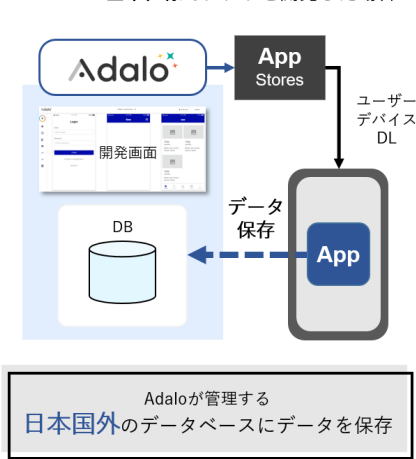 Adalo
App
Stores
ユーザー
デバイス
DL
Login
開発画面
データ
保存
DB
App
Adaloが管理する
日本国外のデータベースにデータを保存